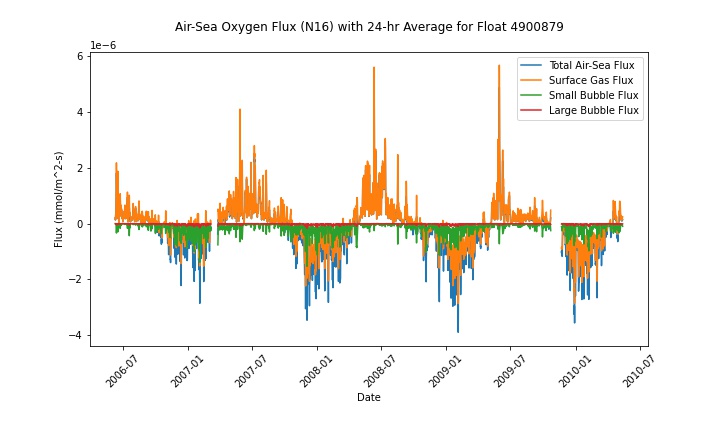 Air-Sea Oxygen Flux (N16) with 24-hr Average for Float 4900879
1e−6
6
4
2
0
−2
−4
Flux (mmol/m^2-s)
Total Air-Sea Flux
Surface Gas Flux
Small Bubble Flux
Large Bubble Flux
2006-07
2007-01
2007-07
2008-01
2008-07
2009-01
2009-07
2010-01
2010-07
Date